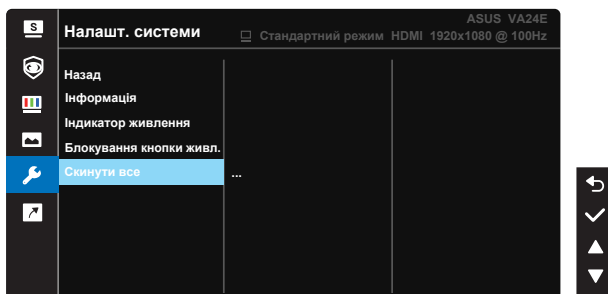 S
Налашт. системи
Стандартний режим HDMI 1920x1080 @ 100Hz
ASUS VA24E
Назад
Інформація
Індикатор живлення
Блокування кнопки живл.
Скинути все
...